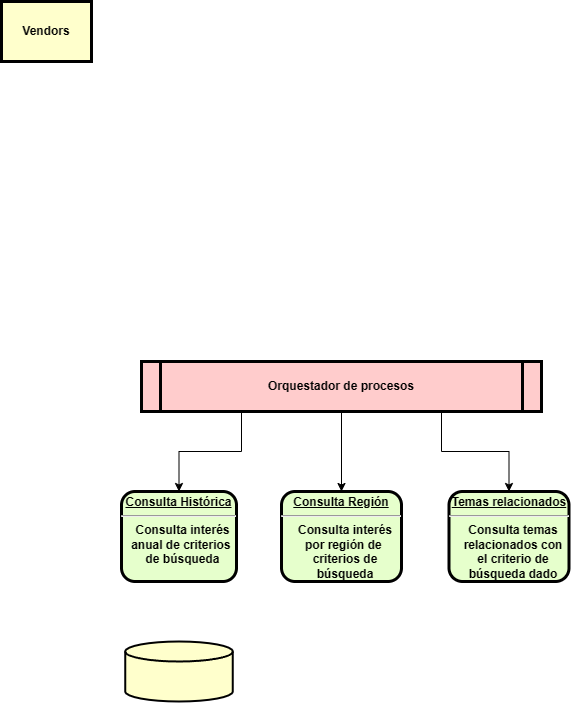 Vendors
Orquestador de procesos
Consulta Histórica
Consulta interés
anual de criterios
de búsqueda
Consulta Región
Consulta interés
por región de
criterios de
búsqueda
Temas relacionados
Consulta temas
relacionados con
el criterio de
búsqueda dado